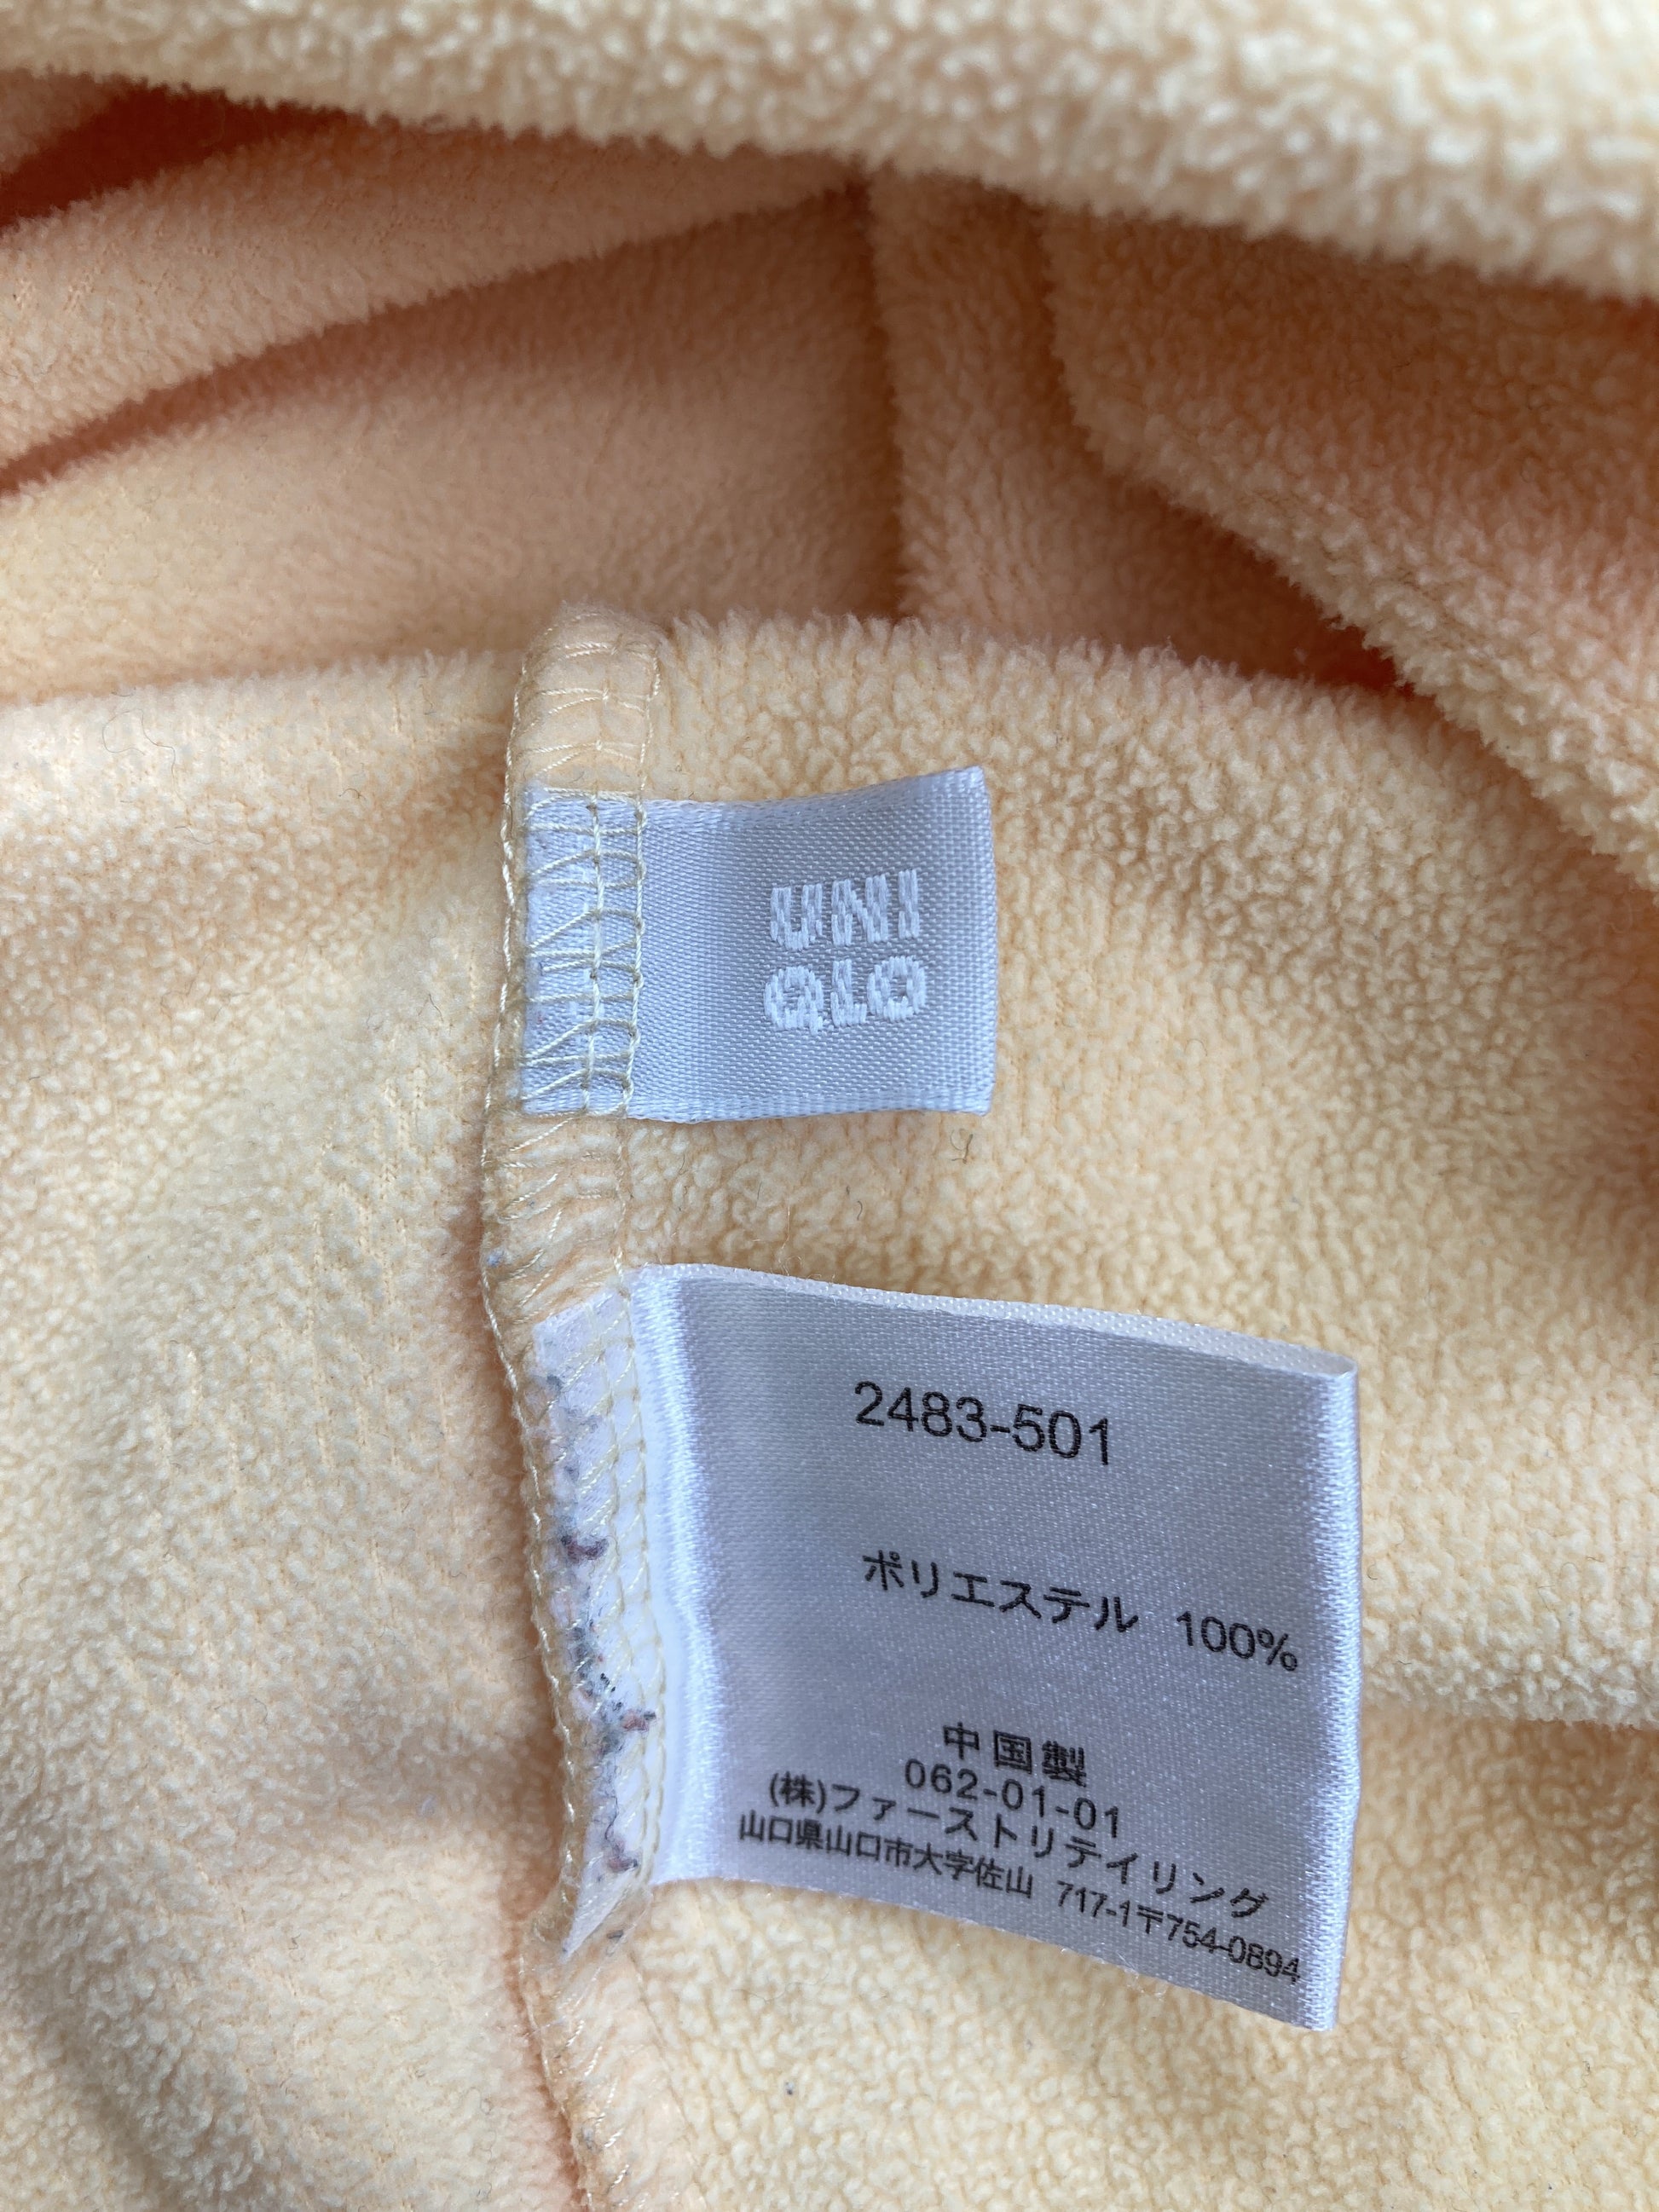 UNI
QLO
2483-501
ポリエステル 100%
中国製
062-01-01
(株)ファーストリテイリング
山口県山口市大字佐山 717-1〒754-0894